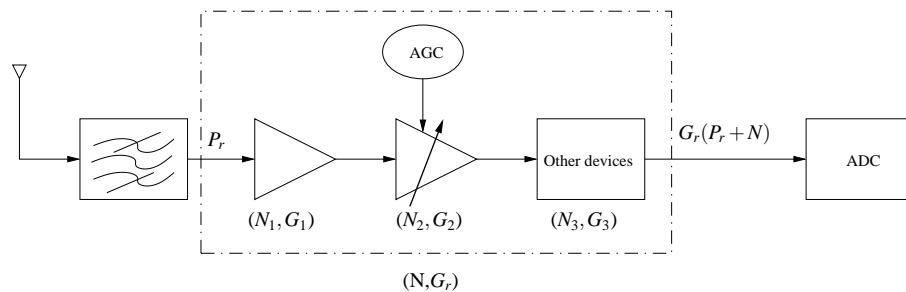 AGC
P_r
G_r(P_r + N)
Other devices
ADC
(N_1, G_1)
(N_2, G_2)
(N_3, G_3)
(N,G_r)